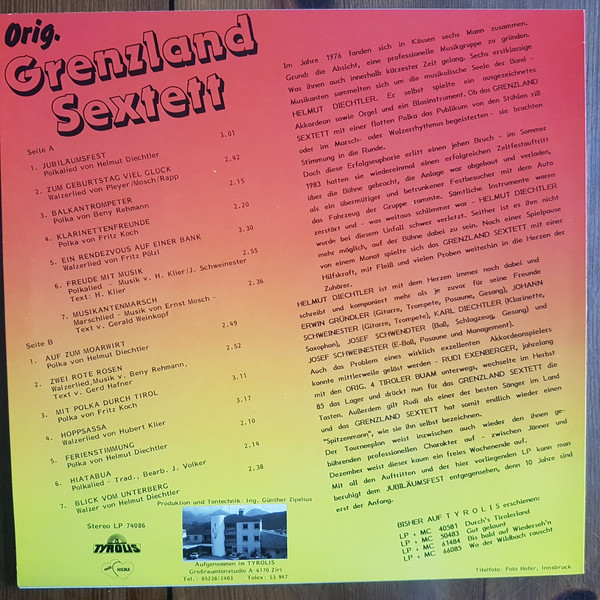 Orig.
Grenzland
Sextett
Seite A
1. JUBILÄUMSFEST 3.01
Polkalied von Helmut Diechtler
2. ZUM GEBURTSTAG VIEL GLÜCK 2.42
Walzerlied von Pleyer/Mosch/Rapp
3. BALKANTROMPETER 2.15
Polka von Beny Rehmann
4. KLARINETTENFREUNDE 2.20
Polka von Fritz Koch
5. EIN RENDEZVOUS AUF EINER BANK 3.30
Walzerlied von Fritz Pölzl
6. FREUDE MIT MUSIK 2.55
Polkalied - Musik v. H. Klier/J. Schweinester
Text: H. Klier
7. MUSIKANTENMARSCH 2.36
Marschlied - Musik von Ernst Mosch -
Text v. Gerald Weinkopf
Seite B
1. AUF ZUM MOARWIRT 2.49
Polka von Helmut Diechtler
2. ZWEI ROTE ROSEN 2.52
Walzerlied, Musik v. Beny Rehmann,
Text v. Gerd Hafner
3. MIT POLKA DURCH TIROL 3.11
Polka von Fritz Koch
4. HOPPSASSA 3.17
Walzerlied von Hubert Klier
5. FERIENSTIMMUNG 2.10
Polka von Helmut Diechtler
6. HIATABUA 2.14
Polkalied - Trad., Bearb. J. Volker
7. BLICK VOM UNTERBERG 2.38
Walzer von Helmut Diechtler
Produktion und Tontechnik: Ing. Günther Zipelius
Stereo LP 74086
TYROLIS
HERZ
Aufgenommen im TYROLIS
Großraumtonstudio A-6170 Zirl
Tel.: 05238/2403 Telex: 53 947
Im Jahre 1976 fanden sich in Kössen sechs Mann zusammen.
Grund: die Absicht, eine professionelle Musikgruppe zu gründen.
Was ihnen auch innerhalb kürzester Zeit gelang. Sechs erstklassige
Musikanten sammelten sich um die musikalische Seele der Band -
HELMUT DIECHTLER. Er selbst spielte ein ausgezeichnetes
Akkordeon sowie Orgel und ein Blasinstrument. Ob das GRENZLAND
SEXTETT mit einer flotten Polka das Publikum von den Stühlen riß
oder im Marsch- oder Walzerrhythmus begeisterten - sie brachten
Stimmung in die Runde.
Doch diese Erfolgseuphorie erlitt einen jähen Bruch - im Sommer
1983 hatten sie wiedereinmal einen erfolgreichen Zeltfestauftritt
über die Bühne gebracht, die Anlage war abgebaut und verladen,
als ein übermütiger und betrunkener Festbesucher mit dem Auto
das Fahrzeug der Gruppe rammte. Sämtliche Instrumente waren
zerstört und - was weitaus schlimmer war - HELMUT DIECHTLER
wurde bei diesem Unfall schwer verletzt. Seither ist es ihm nicht
mehr möglich, auf der Bühne dabei zu sein. Nach einer Spielpause
von einem Monat spielte sich das GRENZLAND SEXTETT mit einer
Hilfskraft, mit Fleiß und vielen Proben weiterhin in die Herzen der
Zuhörer.
HELMUT DIECHTLER ist mit dem Herzen immer noch dabei und
schreibt und komponiert mehr als je zuvor für seine Freunde
ERWIN GRÜNDLER (Gitarre, Trompete, Posaune, Gesang), JOHANN
SCHWEINESTER (Gitarre, Trompete), KARL DIECHTLER (Klarinette,
Saxophon), JOSEF SCHWENDTER (Baß, Schlagzeug, Gesang) und
JOSEF SCHWEINESTER (E-Baß, Posaune und Management).
Auch das Problem eines wirklich exzellenten Akkordeonspielers
konnte mittlerweile gelöst werden - RUDI EXENBERGER, jahrelang
mit den ORIG. 4 TIROLER BUAM unterwegs, wechselte im Herbst
85 das Lager und drückt nun für das GRENZLAND SEXTETT die
Tasten. Außerdem gilt Rudi als einer der besten Sänger im Land
und das GRENZLAND SEXTETT hat somit endlich wieder einen
"Spitzenmann", wie sie ihn selbst bezeichnen.
Der Tourneeplan weist inzwischen auch wieder den ihnen ge-
bührenden professionellen Charakter auf - zwischen Jänner und
Dezember weist dieser kaum ein freies Wochenende auf.
Mit all den Auftritten und der hier vorliegenden LP kann man
beruhigt dem JUBILÄUMSFEST entgegensehen, denn 10 Jahre sind
erst der Anfang.
BISHER AUF TYROLIS erschienen:
LP + MC 40581 Durch's Tirolerland
LP + MC 50483 Gut gelaunt
LP + MC 61484 Bis bald auf Wiederseh'n
LP + MC 66085 Wo der Wildbach rauscht
Titelfoto: Foto Hofer, Innsbruck